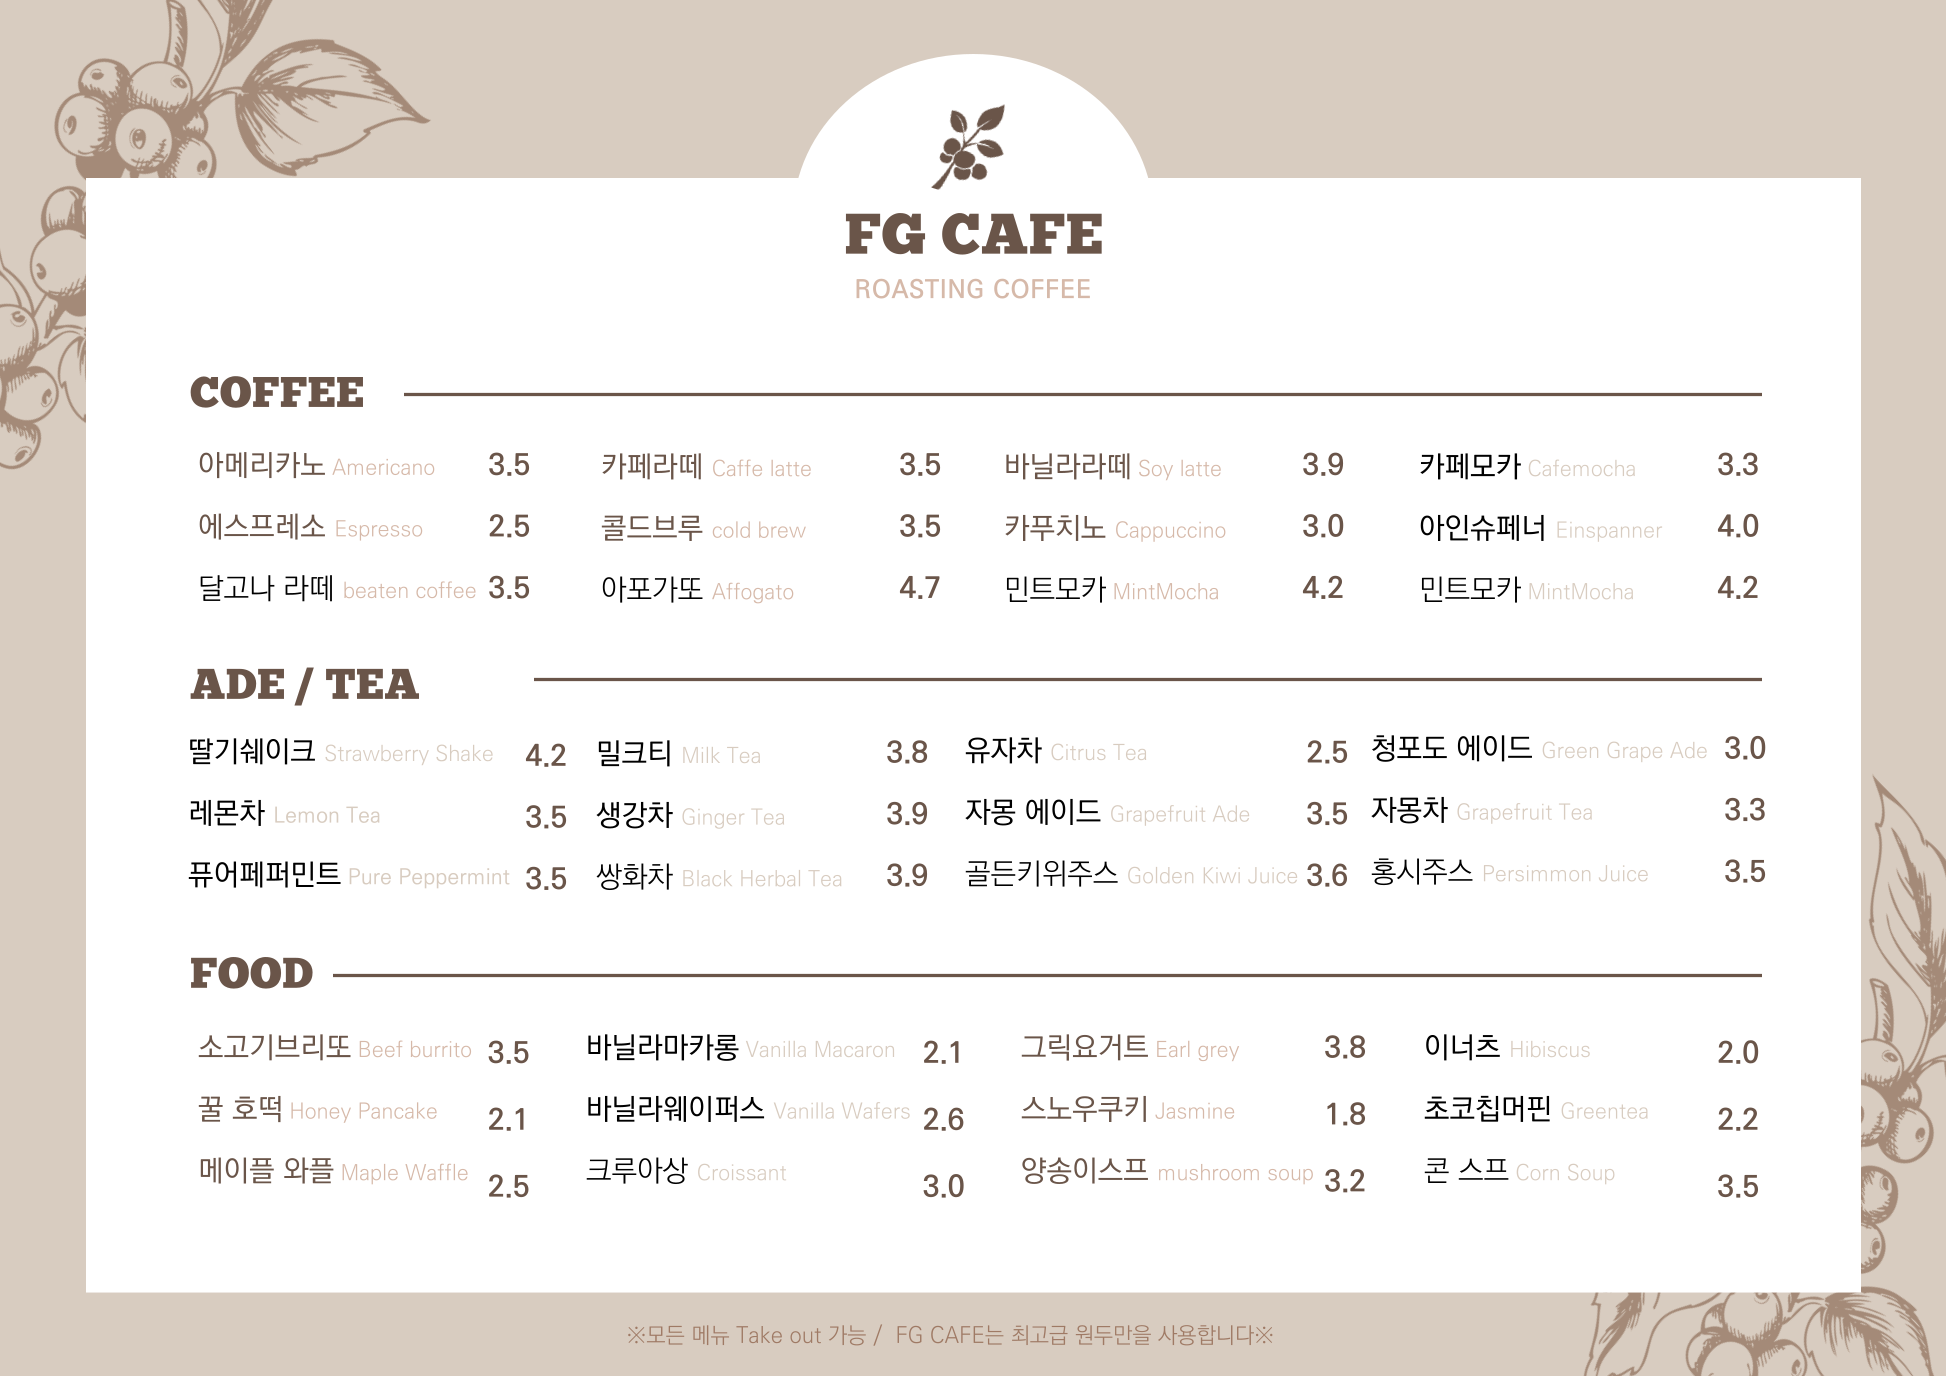 FG CAFE
ROASTING COFFEE
COFFEE
아메리카노 Americano 3.5 카페라떼 Caffe latte 3.5 바닐라라떼 Soy latte 3.9 카페모카 Cafemocha 3.3
에스프레소 Espresso 2.5 콜드브루 cold brew 3.5 카푸치노 Cappuccino 3.0 아인슈페너 Einspanner 4.0
달고나 라떼 beaten coffee 3.5 아포가또 Affogato 4.7 민트모카 MintMocha 4.2 민트모카 MintMocha 4.2
ADE / TEA
딸기쉐이크 Strawberry Shake 4.2 밀크티 Milk Tea 3.8 유자차 Citrus Tea 2.5 청포도 에이드 Green Grape Ade 3.0
레몬차 Lemon Tea 3.5 생강차 Ginger Tea 3.9 자몽 에이드 Grapefruit Ade 3.5 자몽차 Grapefruit Tea 3.3
퓨어페퍼민트 Pure Peppermint 3.5 쌍화차 Black Herbal Tea 3.9 골든키위주스 Golden Kiwi Juice 3.6 홍시주스 Persimmon Juice 3.5
FOOD
소고기브리또 Beef burrito 3.5 바닐라마카롱 Vanilla Macaron 2.1 그릭요거트 Earl grey 3.8 이너츠 Hibiscus 2.0
꿀 호떡 Honey Pancake 2.1 바닐라웨이퍼스 Vanilla Wafers 2.6 스노우쿠키 Jasmine 1.8 초코칩머핀 Greentea 2.2
메이플 와플 Maple Waffle 2.5 크루아상 Croissant 3.0 양송이스프 mushroom soup 3.2 콘 스프 Corn Soup 3.5
※모든 메뉴 Take out 가능 / FG CAFE는 최고급 원두만을 사용합니다※